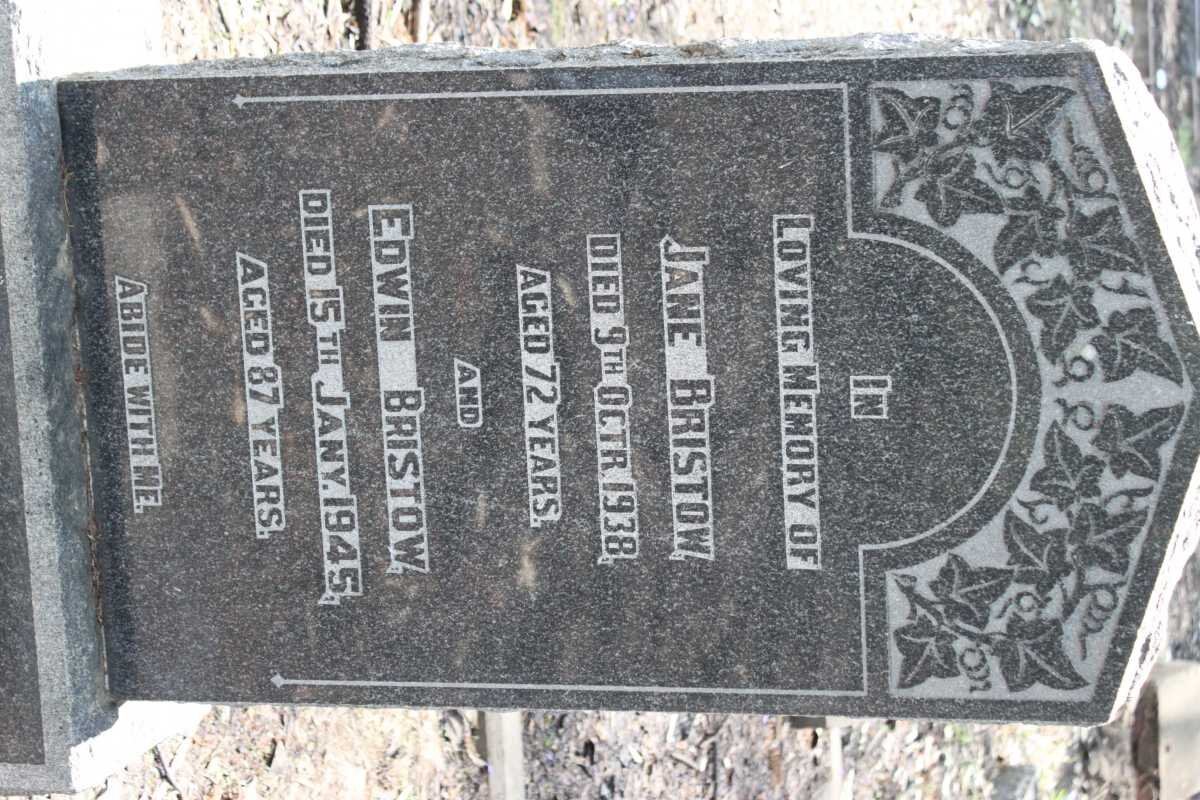 IN
LOVING MEMORY OF
JANE BRISTOW,
DIED 9TH OCTR 1938,
AGED 72 YEARS.
AND
EDWIN BRISTOW,
DIED 15TH JANY. 1945,
AGED 87 YEARS.
ABIDE WITH ME.